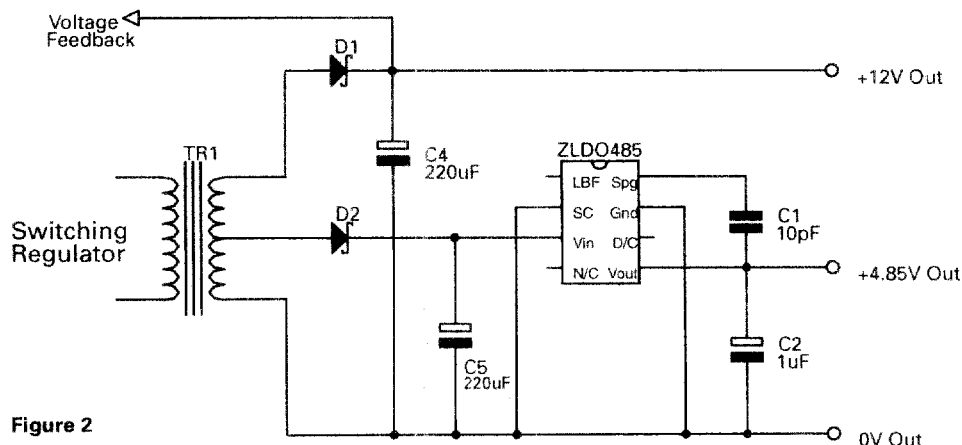 Voltage
Feedback
D1
+12V Out
TR1
C4
220uF
ZLDO485
LBF Spg
SC Gnd
Vin D/C
N/C Vout
C1
10pF
D2
Switching
Regulator
+4.85V Out
C5
220uF
C2
1uF
Figure 2
0V Out